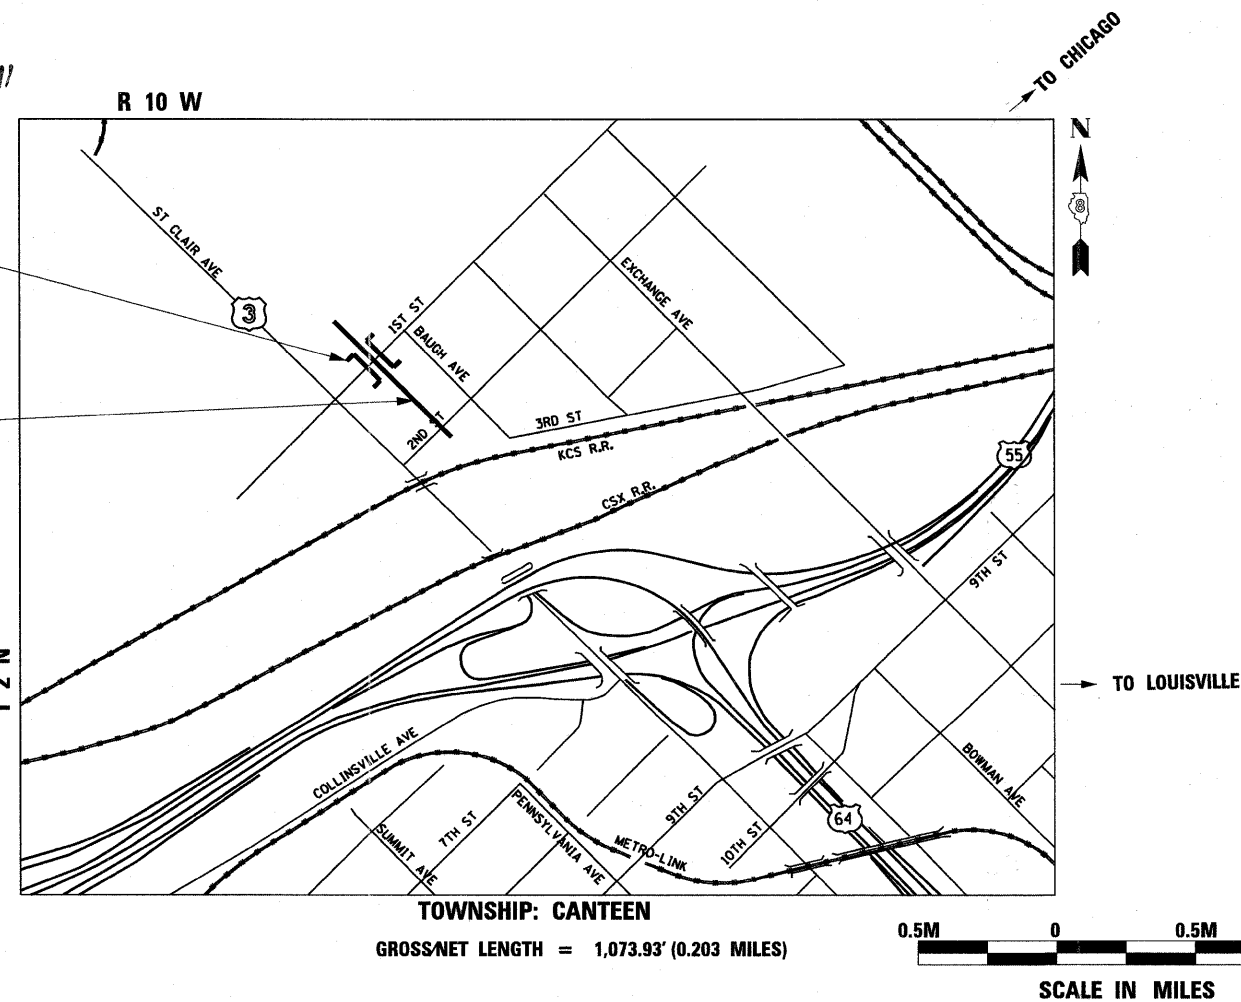 TO CHICAGO
R 10 W
N
8
ST CLAIR AVE
3
1ST ST
BAUGH AVE
EXCHANGE AVE
2ND ST
3RD ST
KCS R.R.
CSX R.R.
55
9TH ST
T 2 N
TO LOUISVILLE
COLLINSVILLE AVE
BOWMAN AVE
SUMMIT AVE
7TH ST
PENNSYLVANIA AVE
METRO-LINK
9TH ST
10TH ST
64
TOWNSHIP: CANTEEN
GROSS/NET LENGTH = 1,073.93' (0.203 MILES)
0.5M 0 0.5M
SCALE IN MILES